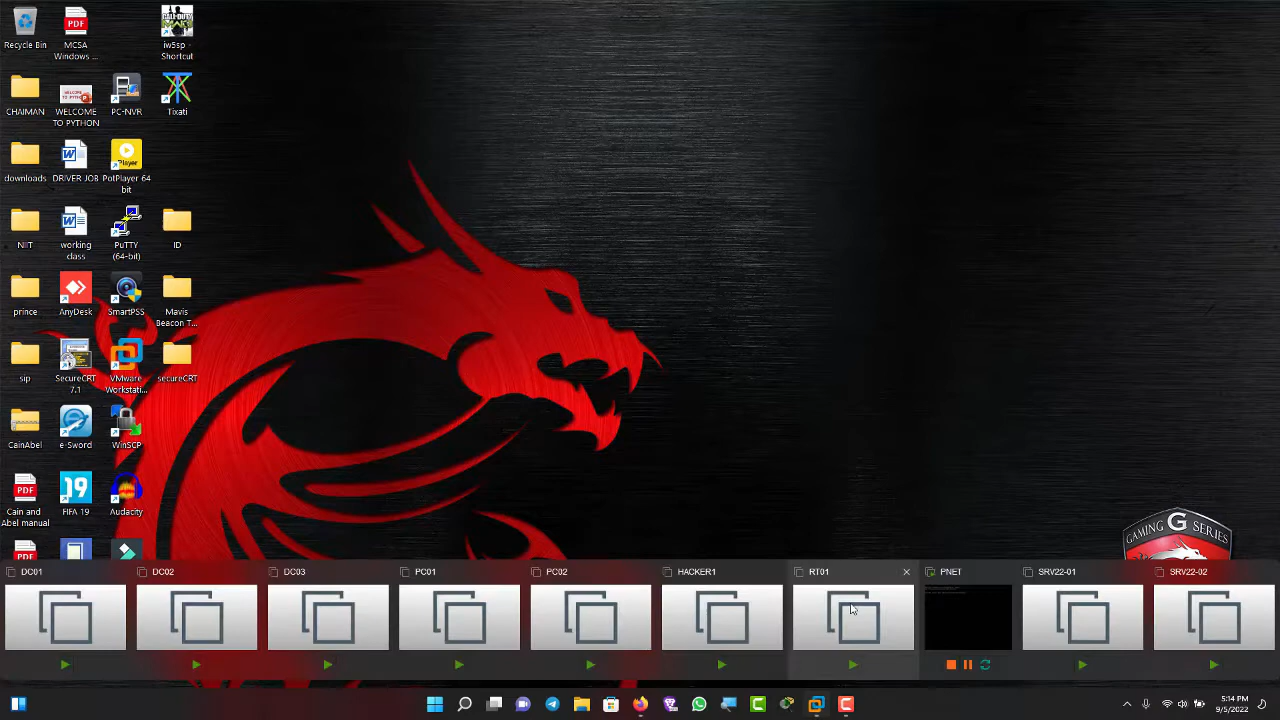 Recycle Bin
MCSA
Windows ...
iw5sp -
Shortcut
CHAIMAN
WELCOME
TO PYTHON
PC-NVR
Tixati
downloads
DRIVER JOB
PotPlayer 64
bit
NIIT
working
class
PuTTY
(64-bit)
ID
prince
AnyDesk
SmartPSS
Mavis
Beacon T...
sip
SecureCRT
7.1
VMware
Workstati...
secureCRT
CainAbel
e-Sword
WinSCP
Cain and
Abel manual
FIFA 19
Audacity
GAMING G SERIES
DC01
DC02
DC03
PC01
PC02
HACKER1
RT01
PNET
SRV22-01
SRV22-02
5:14 PM
9/5/2022